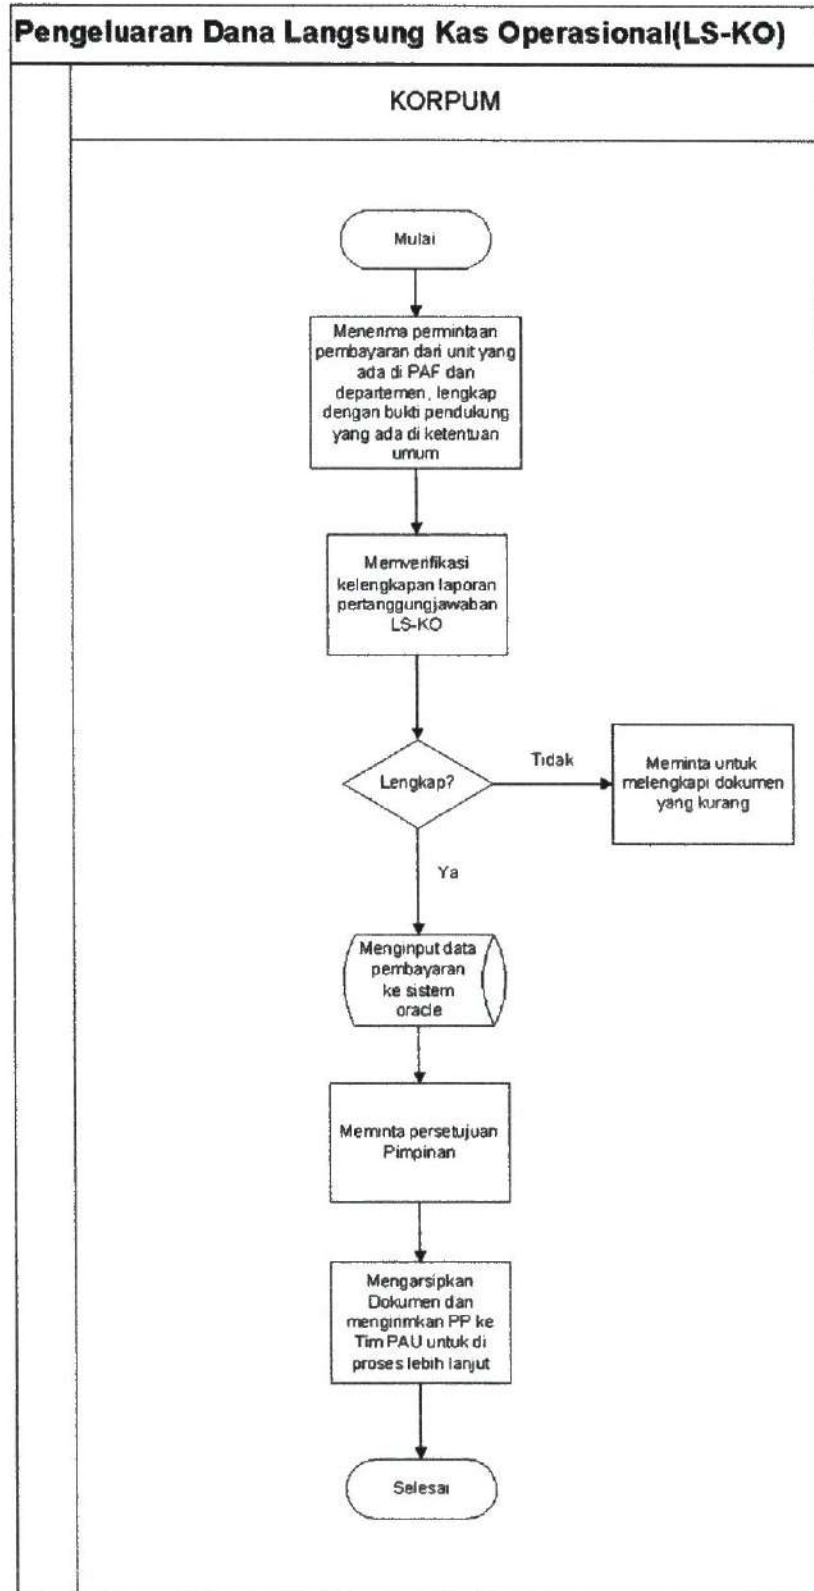 Pengeluaran Dana Langsung Kas Operasional(LS-KO)
KORPUM
Mulai
Menerima permintaan
pembayaran dari unit yang
ada di PAF dan
departemen, lengkap
dengan bukti pendukung
yang ada di ketentuan
umum
Memverifikasi
kelengkapan laporan
pertanggungjawaban
LS-KO
Lengkap?
Tidak
Meminta untuk
melengkapi dokumen
yang kurang
Ya
Menginput data
pembayaran
ke sistem
oracle
Meminta persetujuan
Pimpinan
Mengarsipkan
Dokumen dan
mengirimkan PP ke
Tim PAU untuk di
proses lebih lanjut
Selesai